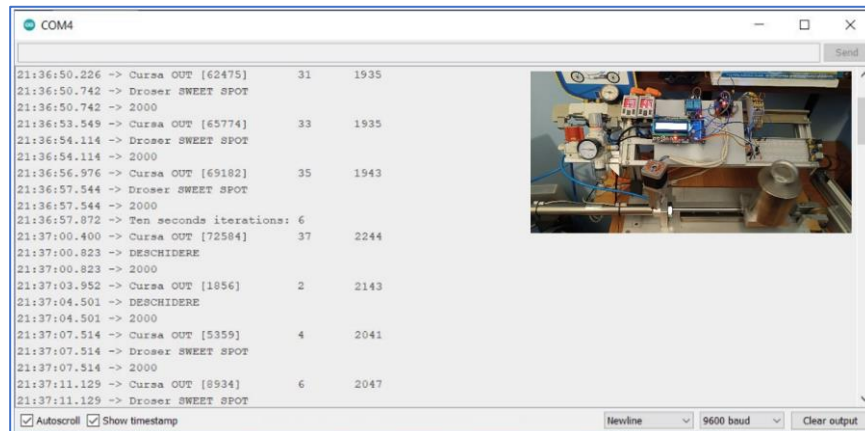 COM4
Send
21:36:50.226 -> Cursa OUT [62475] 31 1935
21:36:50.742 -> Droser SWEET SPOT
21:36:50.742 -> 2000
21:36:53.549 -> Cursa OUT [65774] 33 1935
21:36:54.114 -> Droser SWEET SPOT
21:36:54.114 -> 2000
21:36:56.976 -> Cursa OUT [69182] 35 1943
21:36:57.544 -> Droser SWEET SPOT
21:36:57.544 -> 2000
21:36:57.872 -> Ten seconds iterations: 6
21:37:00.400 -> Cursa OUT [72584] 37 2244
21:37:00.823 -> DESCHIDERE
21:37:00.823 -> 2000
21:37:03.952 -> Cursa OUT [1856] 2 2143
21:37:04.501 -> DESCHIDERE
21:37:04.501 -> 2000
21:37:07.514 -> Cursa OUT [5359] 4 2041
21:37:07.514 -> Droser SWEET SPOT
21:37:07.514 -> 2000
21:37:11.129 -> Cursa OUT [8934] 6 2047
21:37:11.129 -> Droser SWEET SPOT
Autoscroll Show timestamp Newline 9600 baud Clear output